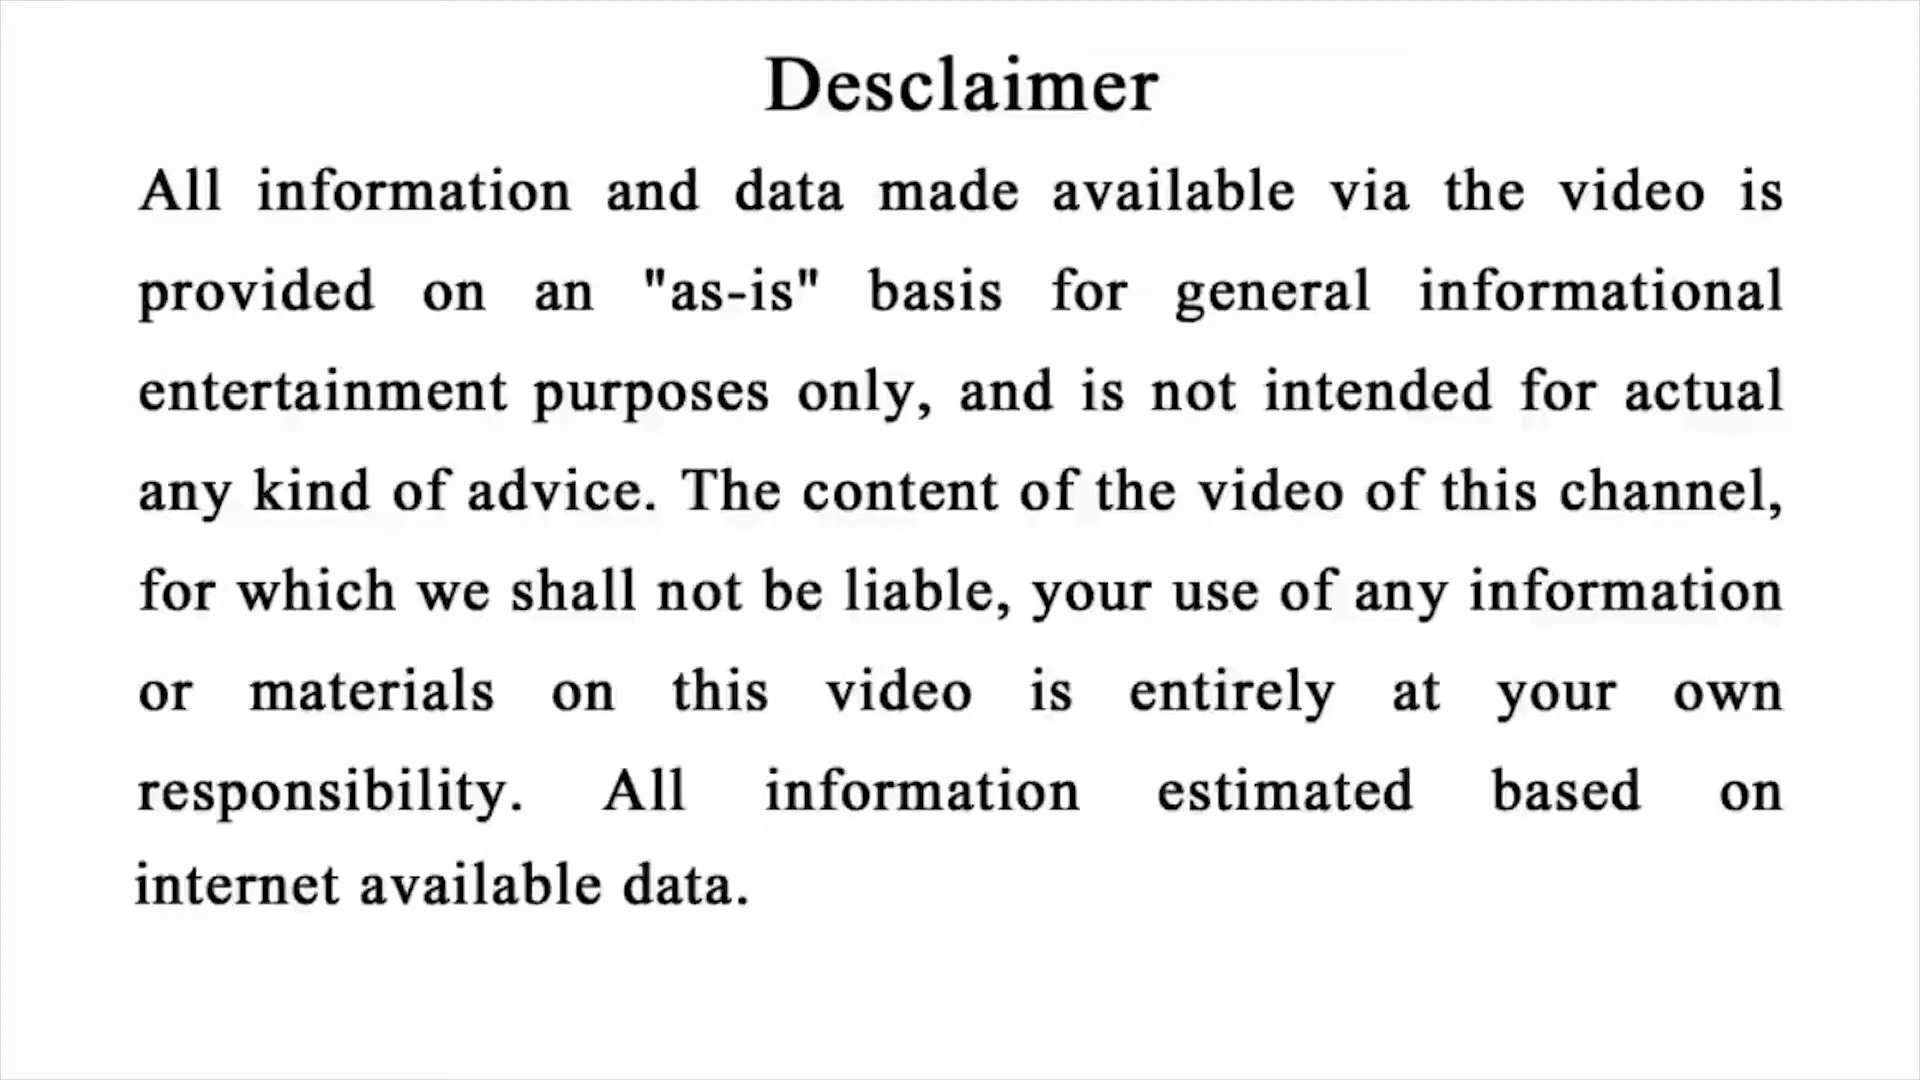 Desclaimer
All information and data made available via the video is
provided on an "as-is" basis for general informational
entertainment purposes only, and is not intended for actual
any kind of advice. The content of the video of this channel,
for which we shall not be liable, your use of any information
or materials on this video is entirely at your own
responsibility. All information estimated based on
internet available data.